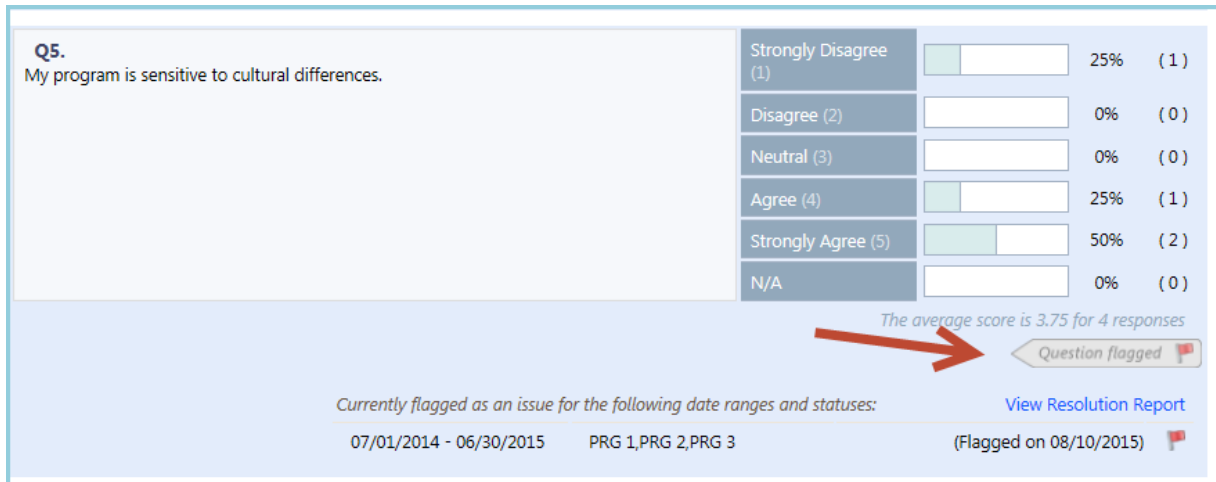 Q5.
My program is sensitive to cultural differences.
Strongly Disagree
(1)
25% (1)
Disagree (2) 0% (0)
Neutral (3) 0% (0)
Agree (4) 25% (1)
Strongly Agree (5) 50% (2)
N/A 0% (0)
The average score is 3.75 for 4 responses
Question flagged
Currently flagged as an issue for the following date ranges and statuses: View Resolution Report
07/01/2014 - 06/30/2015 PRG 1,PRG 2,PRG 3 (Flagged on 08/10/2015)